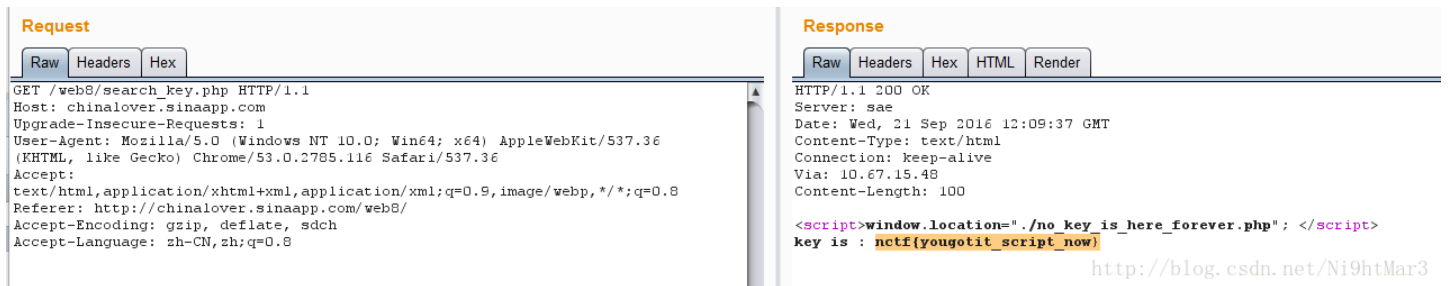 Request
Raw Headers Hex
GET /web8/search_key.php HTTP/1.1
Host: chinalover.sinaapp.com
Upgrade-Insecure-Requests: 1
User-Agent: Mozilla/5.0 (Windows NT 10.0; Win64; x64) AppleWebKit/537.36
(KHTML, like Gecko) Chrome/53.0.2785.116 Safari/537.36
Accept:
text/html,application/xhtml+xml,application/xml;q=0.9,image/webp,*/*;q=0.8
Referer: http://chinalover.sinaapp.com/web8/
Accept-Encoding: gzip, deflate, sdch
Accept-Language: zh-CN,zh;q=0.8
Response
Raw Headers Hex HTML Render
HTTP/1.1 200 OK
Server: sae
Date: Wed, 21 Sep 2016 12:09:37 GMT
Content-Type: text/html
Connection: keep-alive
Via: 10.67.15.48
Content-Length: 100
<script>window.location="./no_key_is_here_forever.php"; </script>
key is : nctf{yougotit_script_now}
http://blog.csdn.net/Ni9htMar3